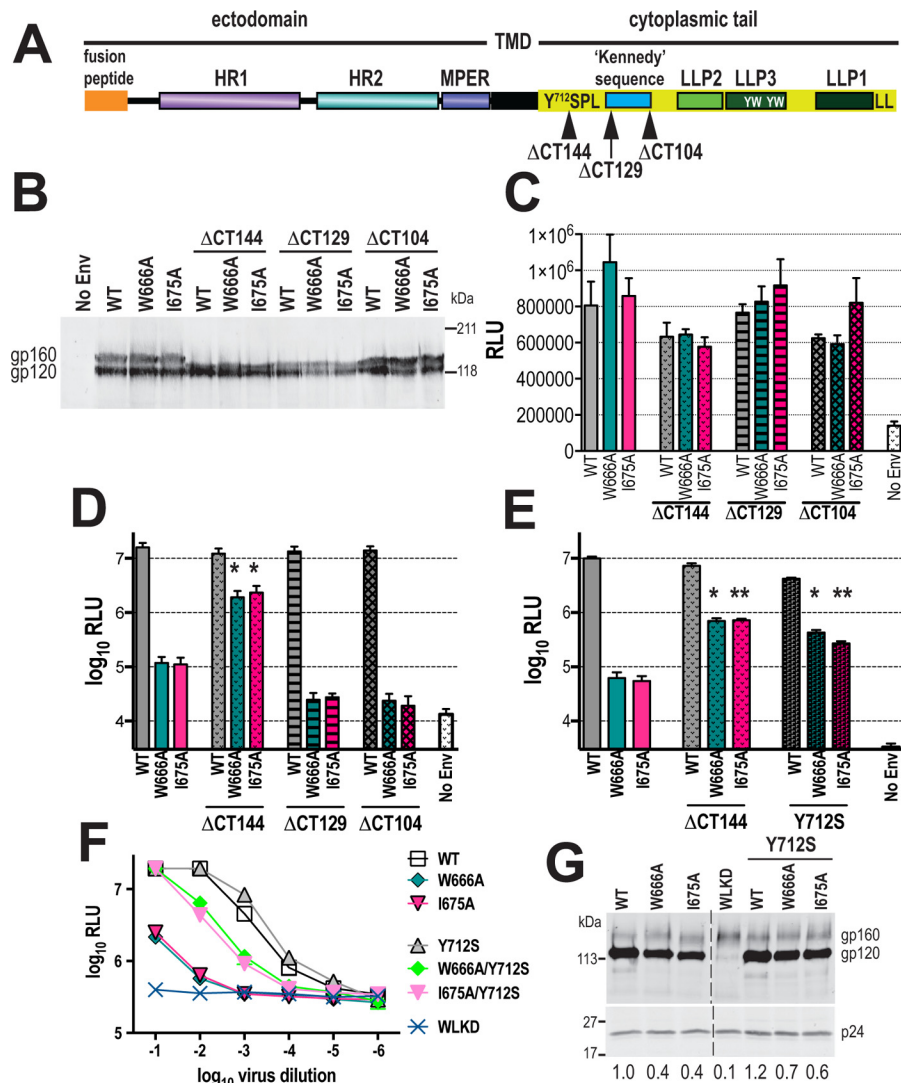 A
ectodomain
cytoplasmic tail
TMD
fusion peptide
HR1
HR2
MPER
'Kennedy' sequence
LLP2
LLP3
LLP1
Y712SPL
YW YW
LL
ΔCT144
ΔCT129
ΔCT104
B
ΔCT144 ΔCT129 ΔCT104
No Env WT W666A I675A WT W666A I675A WT W666A I675A WT W666A I675A
kDa
211
118
gp160
gp120
C
RLU
1×10⁶
1×10⁶
800000
600000
400000
200000
0
WT W666A I675A WT W666A I675A WT W666A I675A WT W666A I675A No Env
ΔCT144 ΔCT129 ΔCT104
D
log10 RLU
7
6
5
4
* *
WT W666A I675A WT W666A I675A WT W666A I675A WT W666A I675A No Env
ΔCT144 ΔCT129 ΔCT104
E
log10 RLU
7
6
5
4
* ** * **
WT W666A I675A WT W666A I675A WT W666A I675A No Env
ΔCT144 Y712S
F
log10 RLU
7
6
5
-1 -2 -3 -4 -5 -6
log10 virus dilution
WT
W666A
I675A
Y712S
W666A/Y712S
I675A/Y712S
WLKD
G
Y712S
WT W666A I675A WLKD WT W666A I675A
kDa
113
27
17
gp160
gp120
p24
1.0 0.4 0.4 0.1 1.2 0.7 0.6